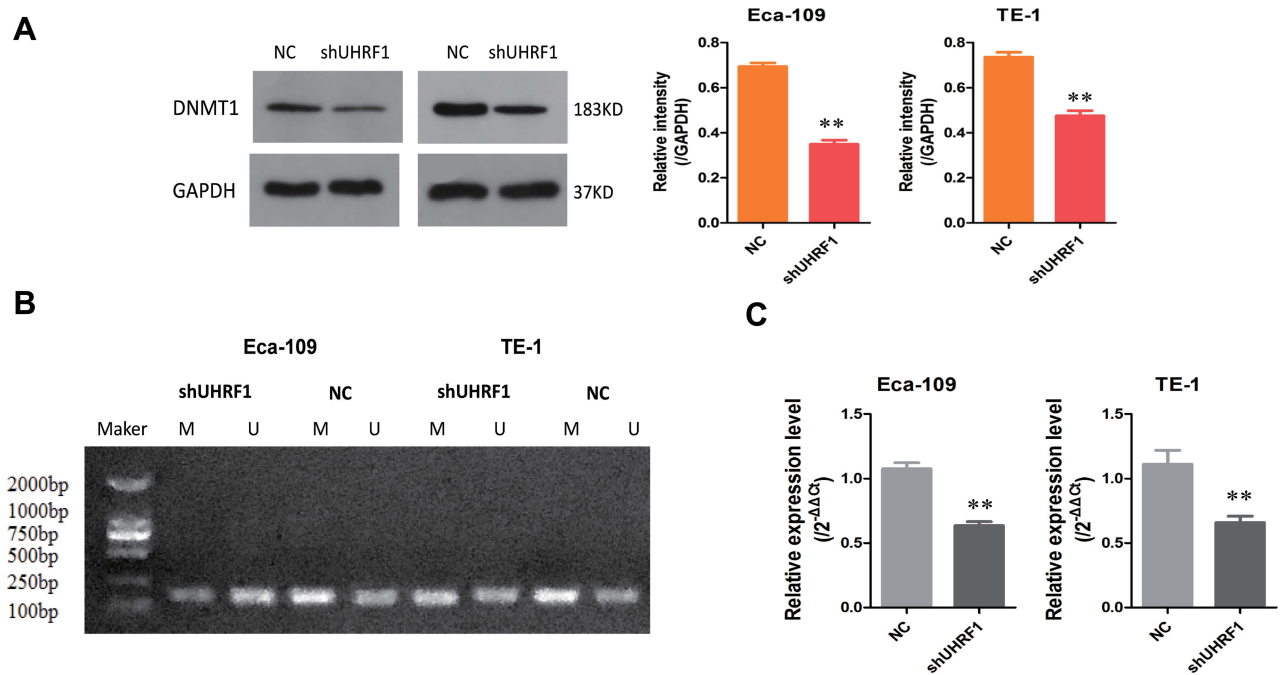 A
NC shUHRF1 NC shUHRF1
DNMT1 183KD
GAPDH 37KD
Eca-109
Relative intensity
(/GAPDH)
0.8
0.6
0.4
0.2
0.0
**
NC shUHRF1
TE-1
Relative intensity
(/GAPDH)
0.8
0.6
0.4
0.2
0.0
**
NC shUHRF1
B
Eca-109 TE-1
shUHRF1 NC shUHRF1 NC
Maker M U M U M U M U
2000bp
1000bp
750bp
500bp
250bp
100bp
C
Eca-109
Relative expression level
(/2-ΔΔCt)
1.5
1.0
0.5
0.0
**
NC shUHRF1
TE-1
Relative expression level
(/2-ΔΔCt)
1.5
1.0
0.5
0.0
**
NC shUHRF1